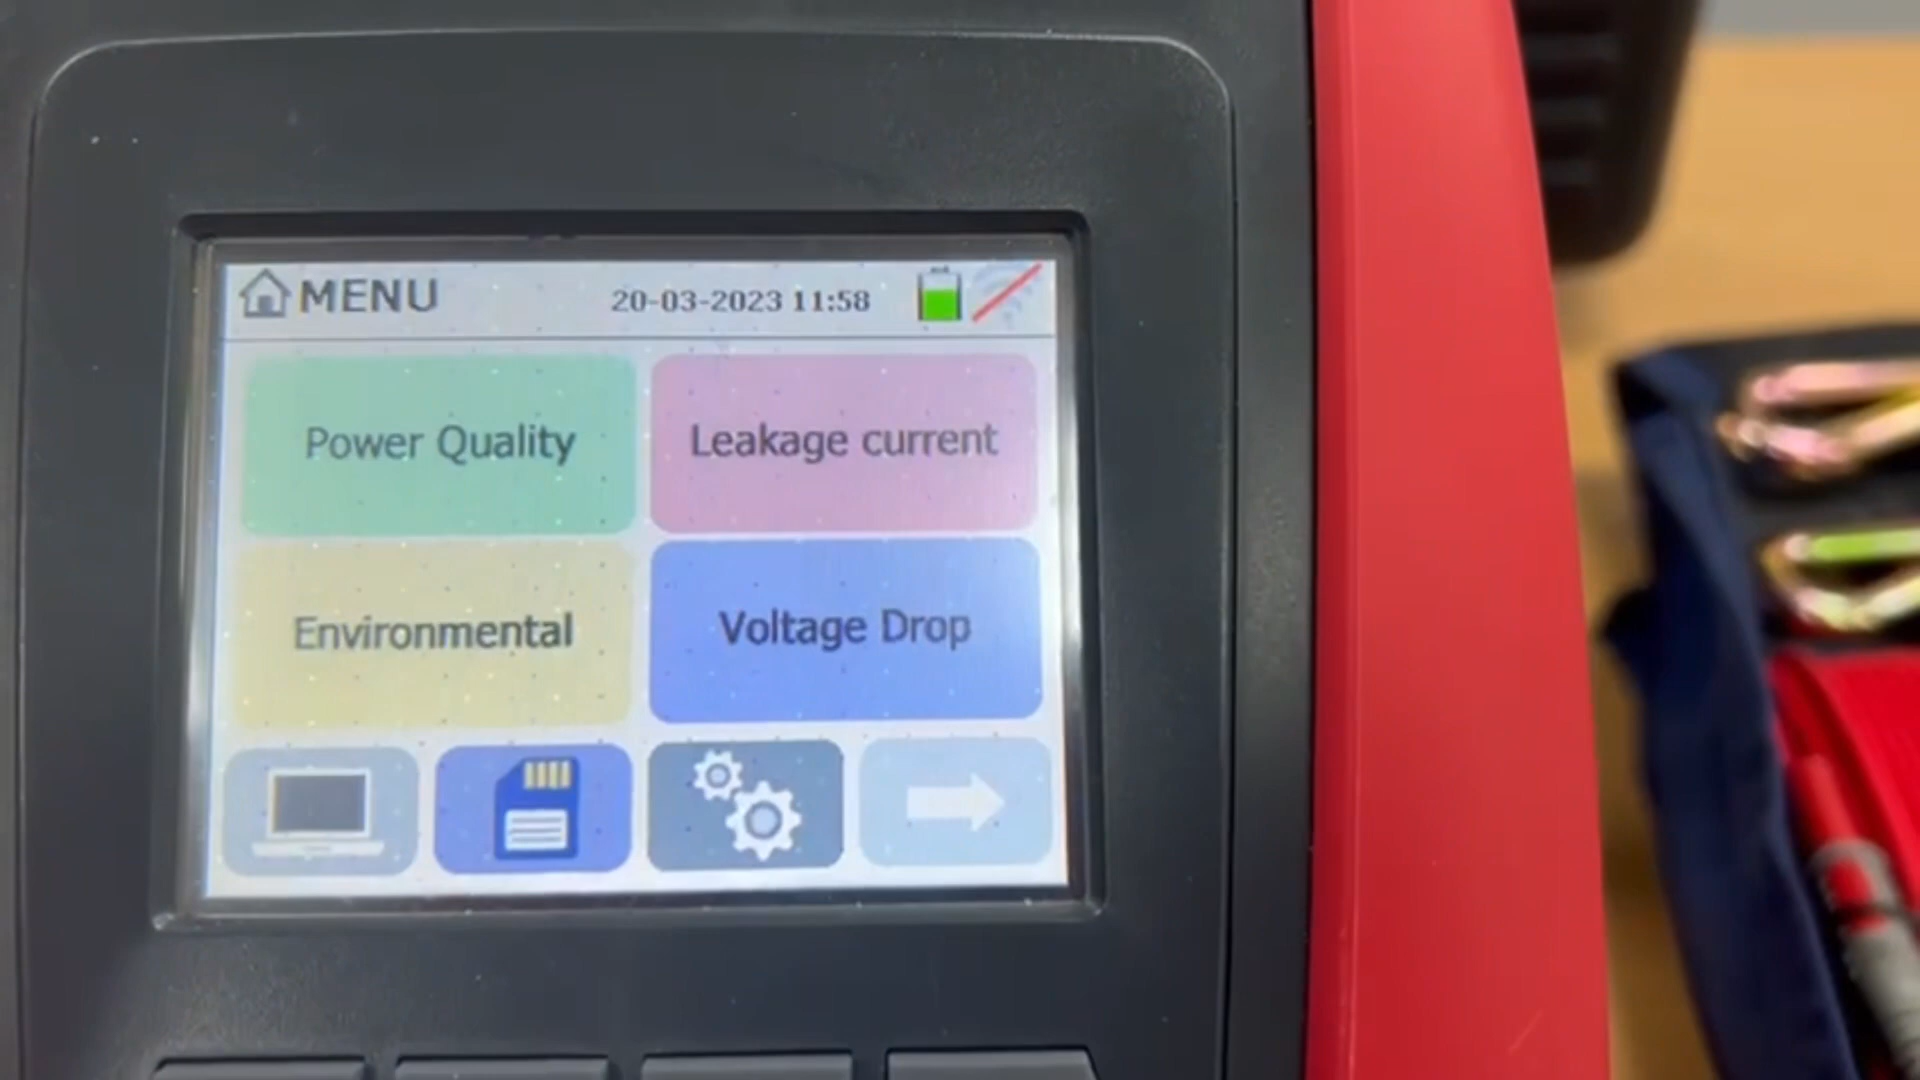 MENU 20-03-2023 11:58
Power Quality
Leakage current
Environmental
Voltage Drop